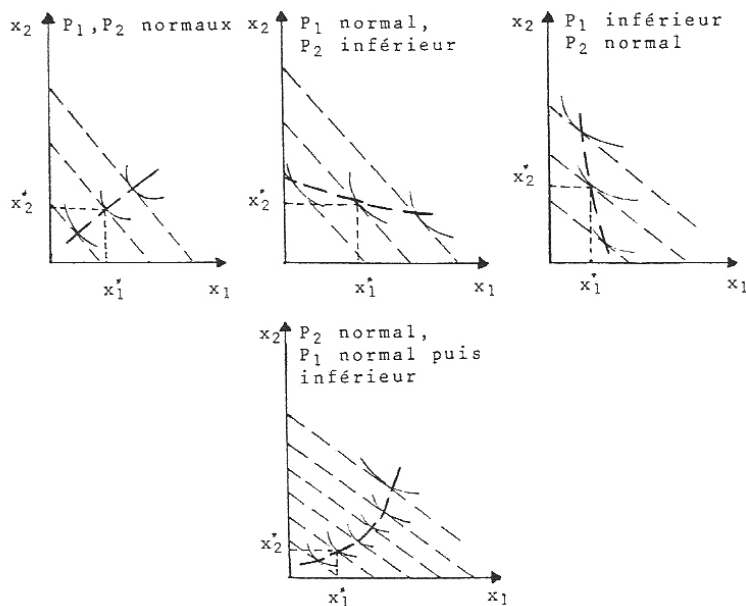 x₂ P₁, P₂ normaux
x₂*
x₁* x₁
x₂ P₁ normal,
P₂ inférieur
x₂*
x₁* x₁
x₂ P₁ inférieur
P₂ normal
x₂*
x₁* x₁
x₂ P₂ normal,
P₁ normal puis
inférieur
x₂*
x₁* x₁